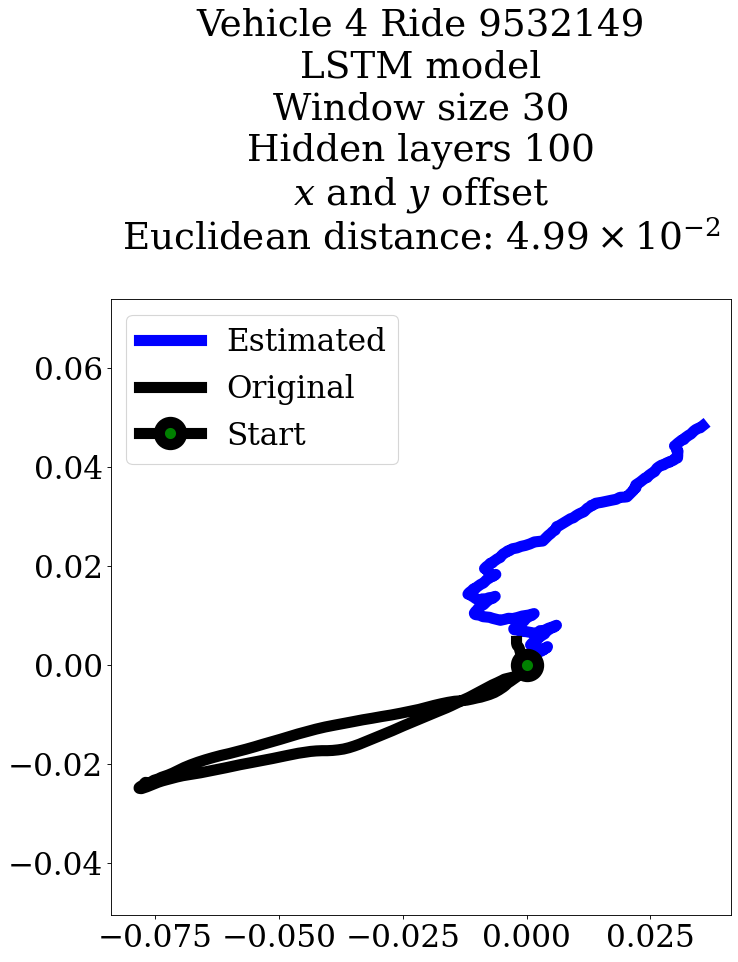 Vehicle 4 Ride 9532149
LSTM model
Window size 30
Hidden layers 100
x and y offset
Euclidean distance: 4.99 × 10⁻²
Estimated
Original
Start
0.06
0.04
0.02
0.00
−0.02
−0.04
−0.075 −0.050 −0.025 0.000 0.025